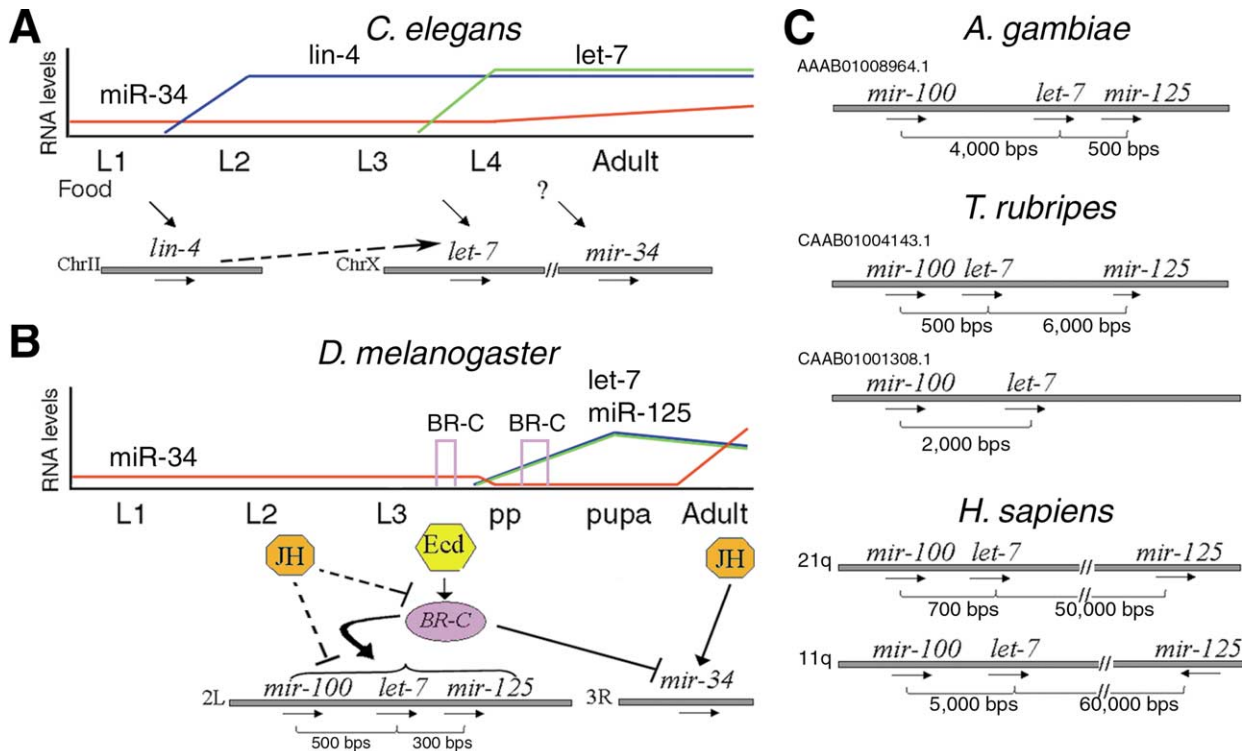 A
C. elegans
RNA levels
miR-34
lin-4
let-7
L1 L2 L3 L4 Adult
Food
?
lin-4
let-7
mir-34
ChrII
ChrX
//
B
D. melanogaster
RNA levels
miR-34
BR-C
BR-C
let-7
miR-125
L1 L2 L3 pp pupa Adult
JH
Ecd
JH
BR-C
mir-100 let-7 mir-125
mir-34
2L
3R
500 bps 300 bps
C
A. gambiae
AAAB01008964.1
mir-100 let-7 mir-125
4,000 bps 500 bps
T. rubripes
CAAB01004143.1
mir-100 let-7 mir-125
500 bps 6,000 bps
CAAB01001308.1
mir-100 let-7
2,000 bps
H. sapiens
21q
mir-100 let-7 mir-125
//
700 bps 50,000 bps
//
11q
mir-100 let-7 mir-125
//
5,000 bps 60,000 bps
//